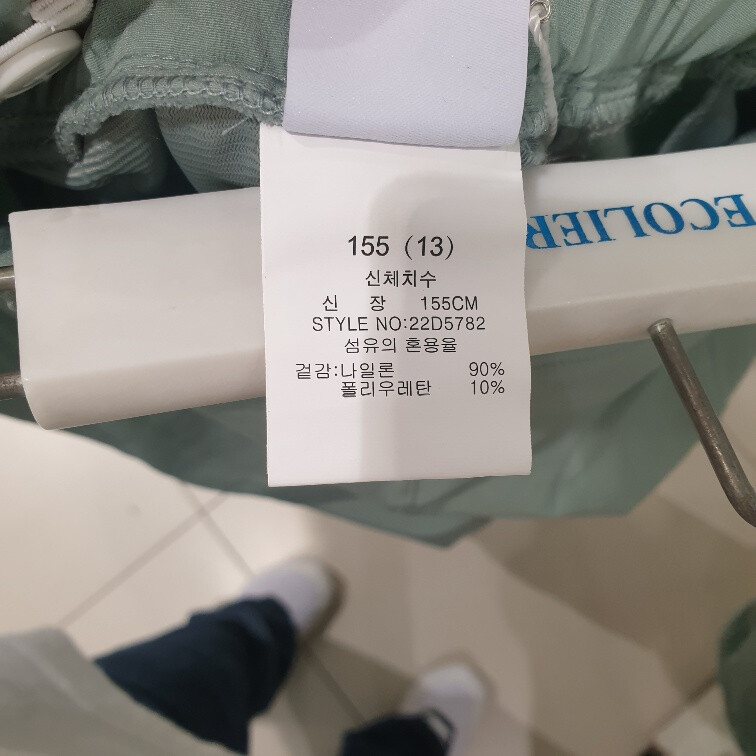 155 (13)
신체치수
신 장 155CM
STYLE NO:22D5782
섬유의 혼용율
겉감:나일론 90%
폴리우레탄 10%
ECOLIER